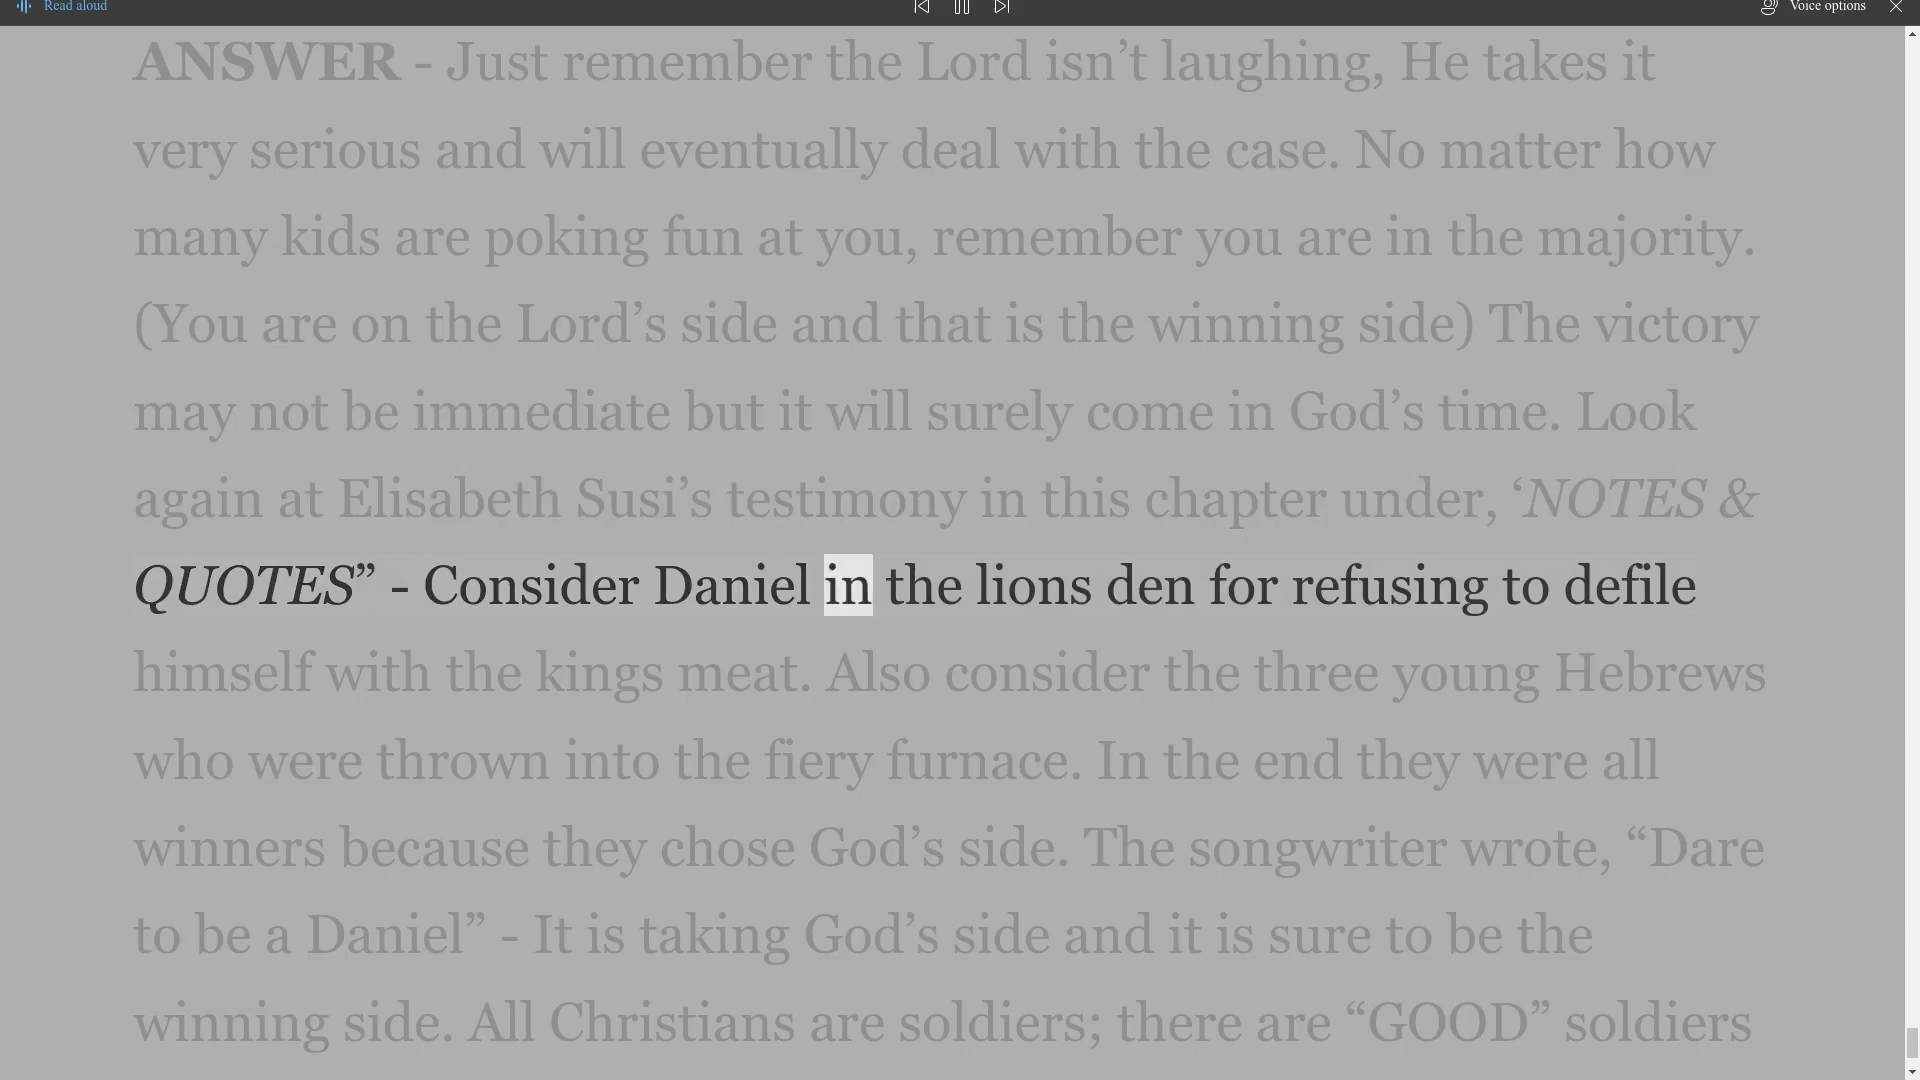 Read aloud
Voice options
ANSWER - Just remember the Lord isn’t laughing, He takes it
very serious and will eventually deal with the case. No matter how
many kids are poking fun at you, remember you are in the majority.
(You are on the Lord’s side and that is the winning side) The victory
may not be immediate but it will surely come in God’s time. Look
again at Elisabeth Susi’s testimony in this chapter under, ‘NOTES &
QUOTES” - Consider Daniel in the lions den for refusing to defile
himself with the kings meat. Also consider the three young Hebrews
who were thrown into the fiery furnace. In the end they were all
winners because they chose God’s side. The songwriter wrote, “Dare
to be a Daniel” - It is taking God’s side and it is sure to be the
winning side. All Christians are soldiers; there are “GOOD” soldiers